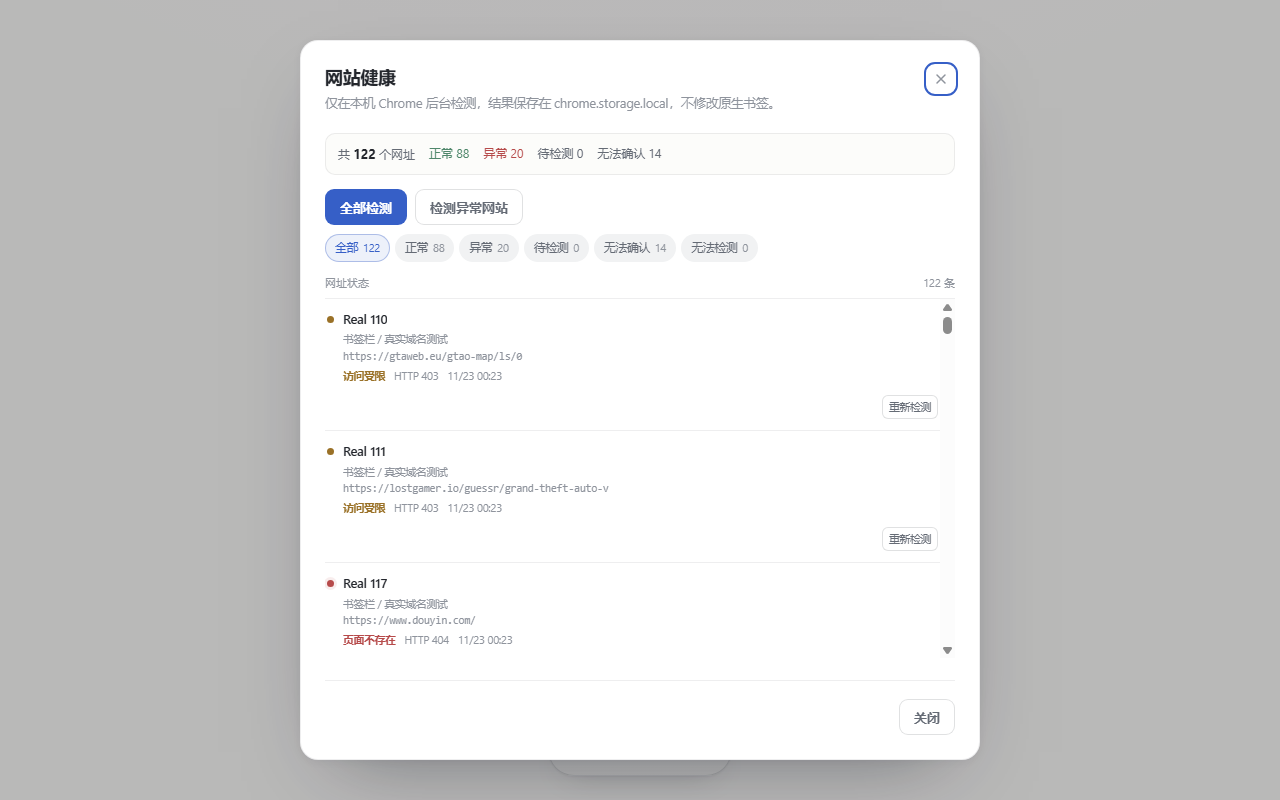 网站健康
仅在本机 Chrome 后台检测，结果保存在 chrome.storage.local，不修改原生书签。
共 122 个网址 正常 88 异常 20 待检测 0 无法确认 14
全部检测 检测异常网站
全部 122 正常 88 异常 20 待检测 0 无法确认 14 无法检测 0
网址状态 122 条
Real 110
书签栏 / 真实域名测试
https://gtaweb.eu/gtao-map/ls/0
访问受限 HTTP 403 11/23 00:23
重新检测
Real 111
书签栏 / 真实域名测试
https://lostgamer.io/guessr/grand-theft-auto-v
访问受限 HTTP 403 11/23 00:23
重新检测
Real 117
书签栏 / 真实域名测试
https://www.douyin.com/
页面不存在 HTTP 404 11/23 00:23
关闭